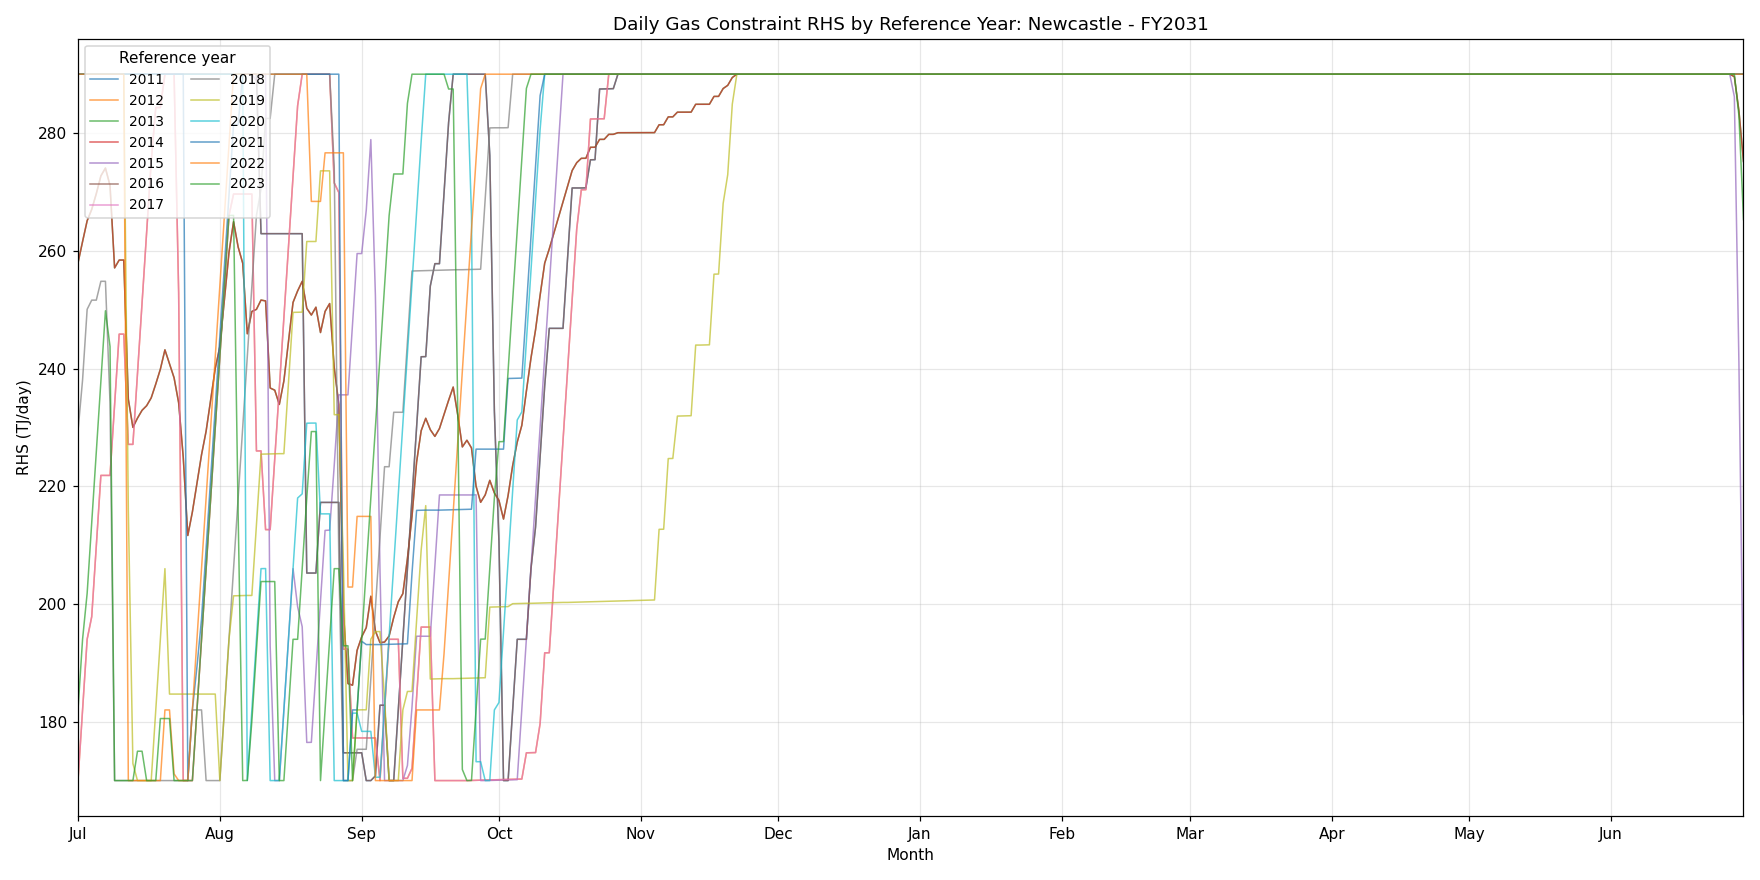 Daily Gas Constraint RHS by Reference Year: Newcastle - FY2031
Reference year
2011 2018
2012 2019
2013 2020
2014 2021
2015 2022
2016 2023
2017
RHS (TJ/day)
280
260
240
220
200
180
Jul Aug Sep Oct Nov Dec Jan Feb Mar Apr May Jun
Month